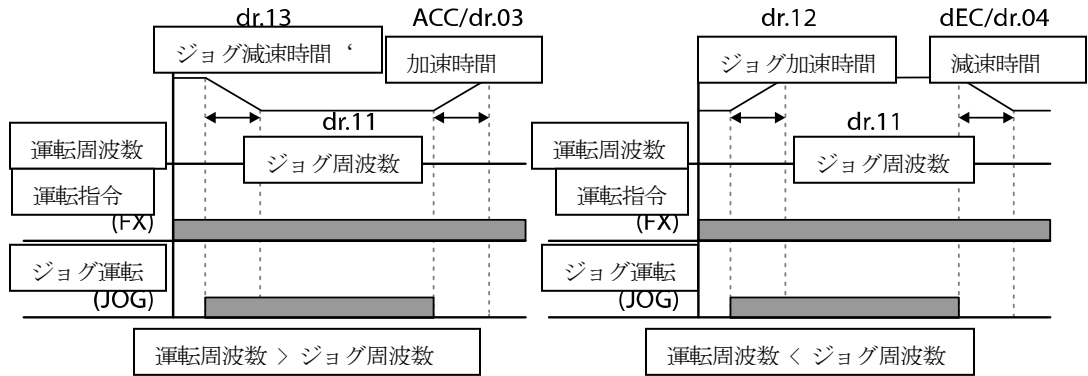 dr.13
ACC/dr.03
ジョグ減速時間 ‘
加速時間
dr.11
運転周波数
ジョグ周波数
運転指令
(FX)
ジョグ運転
(JOG)
運転周波数 > ジョグ周波数
dr.12
dEC/dr.04
ジョグ加速時間
減速時間
dr.11
運転周波数
ジョグ周波数
運転指令
(FX)
ジョグ運転
(JOG)
運転周波数 < ジョグ周波数